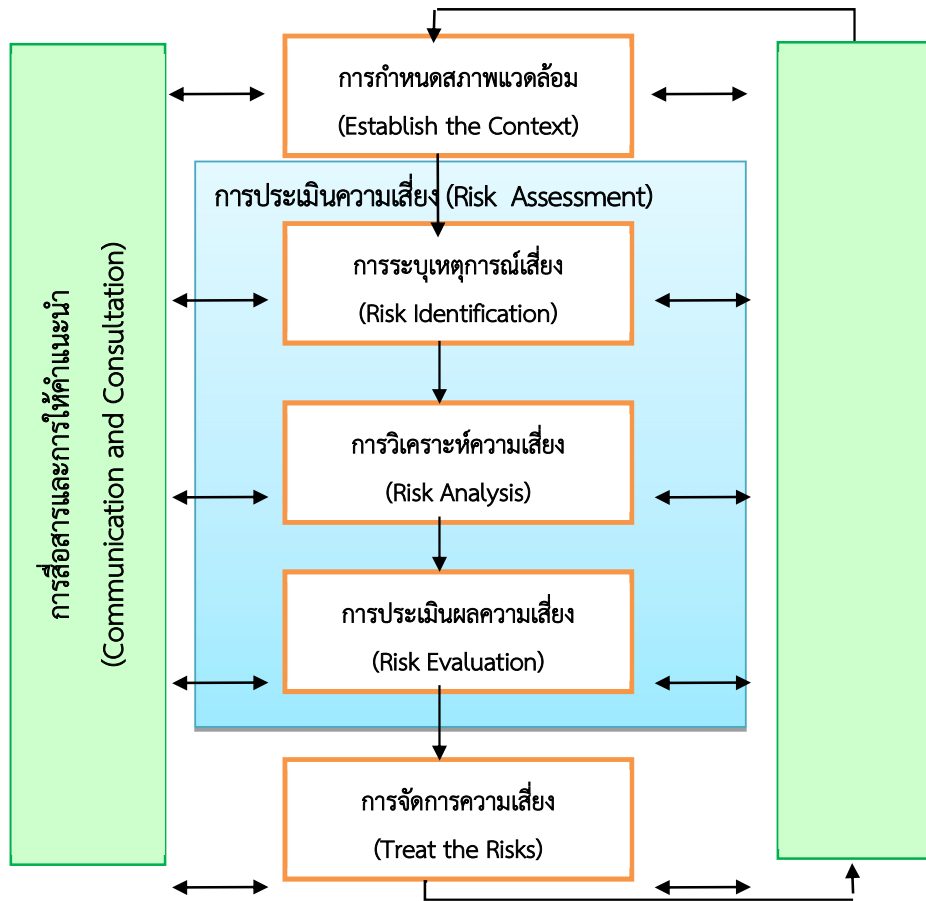 การกำหนดสภาพแวดล้อม
(Establish the Context)
การประเมินความเสี่ยง (Risk Assessment)
การระบุเหตุการณ์เสี่ยง
(Risk Identification)
การวิเคราะห์ความเสี่ยง
(Risk Analysis)
การประเมินผลความเสี่ยง
(Risk Evaluation)
การจัดการความเสี่ยง
(Treat the Risks)
การสื่อสารและการให้คำแนะนำ
(Communication and Consultation)